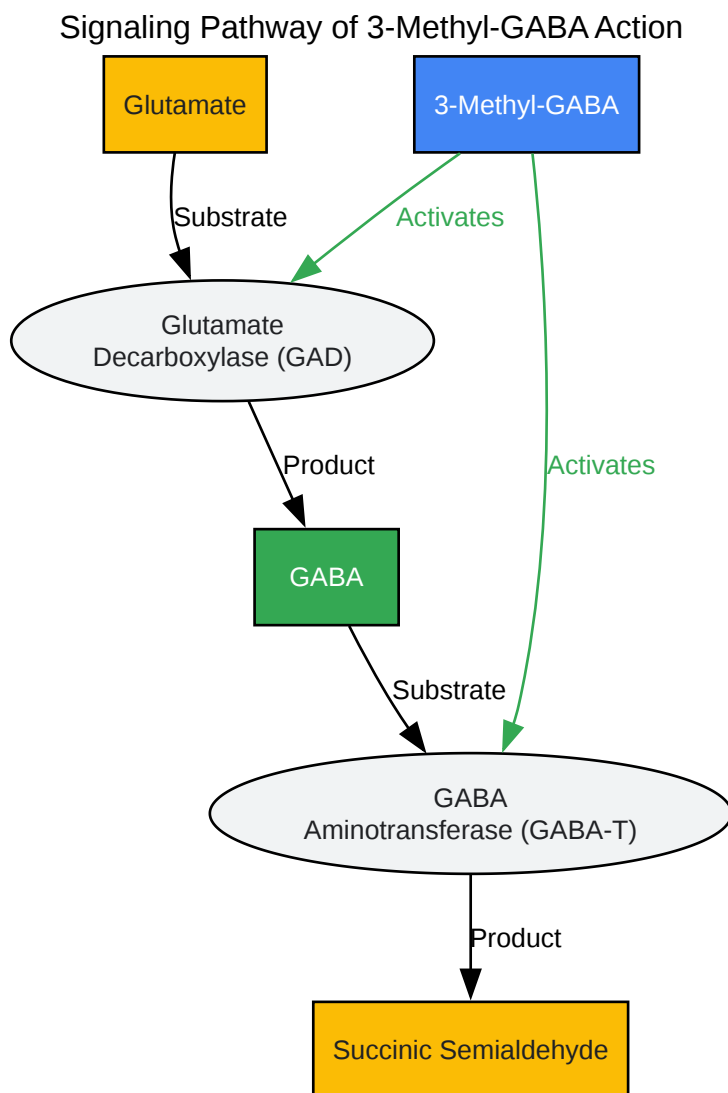 Signaling Pathway of 3-Methyl-GABA Action
Glutamate
3-Methyl-GABA
Substrate
Activates
Glutamate
Decarboxylase (GAD)
Product
Activates
GABA
Substrate
GABA
Aminotransferase (GABA-T)
Product
Succinic Semialdehyde